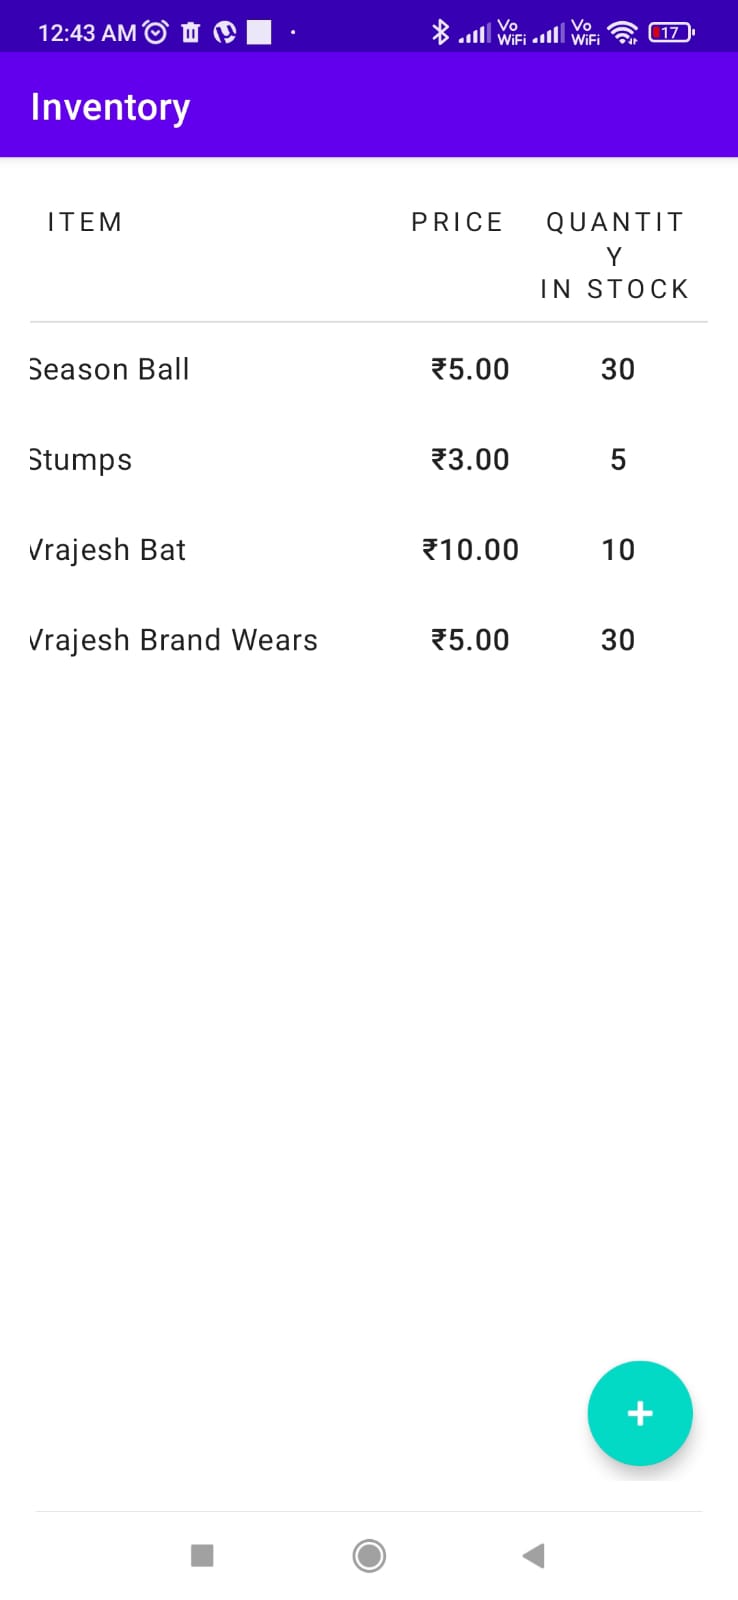 12:43 AM Vo WiFi Vo WiFi 17
Inventory
ITEM PRICE QUANTIT
Y
IN STOCK
Season Ball ₹5.00 30
Stumps ₹3.00 5
Vrajesh Bat ₹10.00 10
Vrajesh Brand Wears ₹5.00 30
+